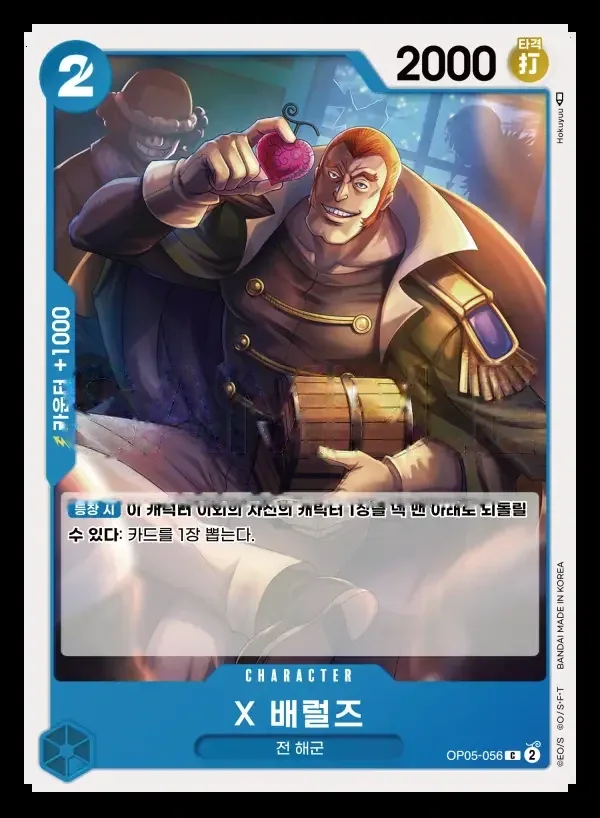 2
2000
타격
打
Hokuyuu
카운터 +1000
등장 시 이 캐릭터 이외의 자신의 캐릭터 1장을 덱 맨 아래로 되돌릴
수 있다: 카드를 1장 뽑는다.
CHARACTER
X 배럴즈
전 해군
OP05-056 C 2
BANDAI MADE IN KOREA
©EO/S ©O/S·F·T